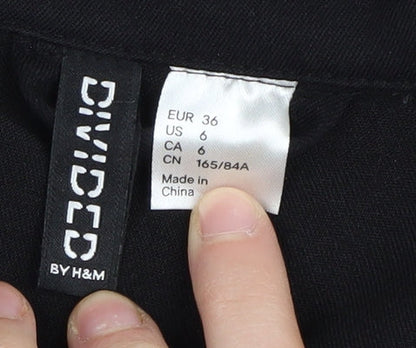 DIVIDED
BY H&M
EUR 36
US 6
CA 6
CN 165/84A
Made in
China